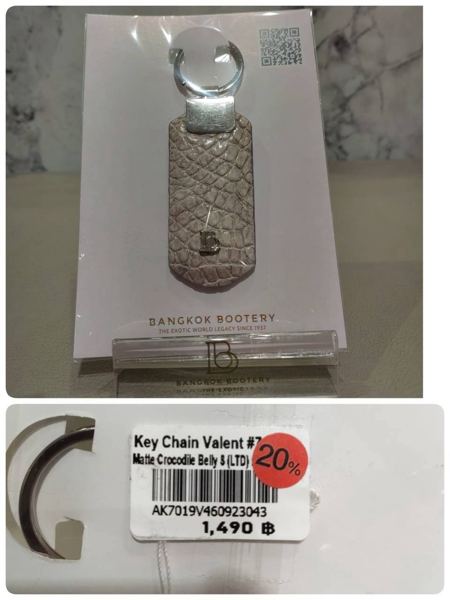 B
BANGKOK BOOTERY
THE EXOTIC WORLD LEGACY SINCE 1937
B
BANGKOK BOOTERY
Key Chain Valent #7
20%
Matte Crocodile Belly S (LTD)
AK7019V460923043
1,490 ฿